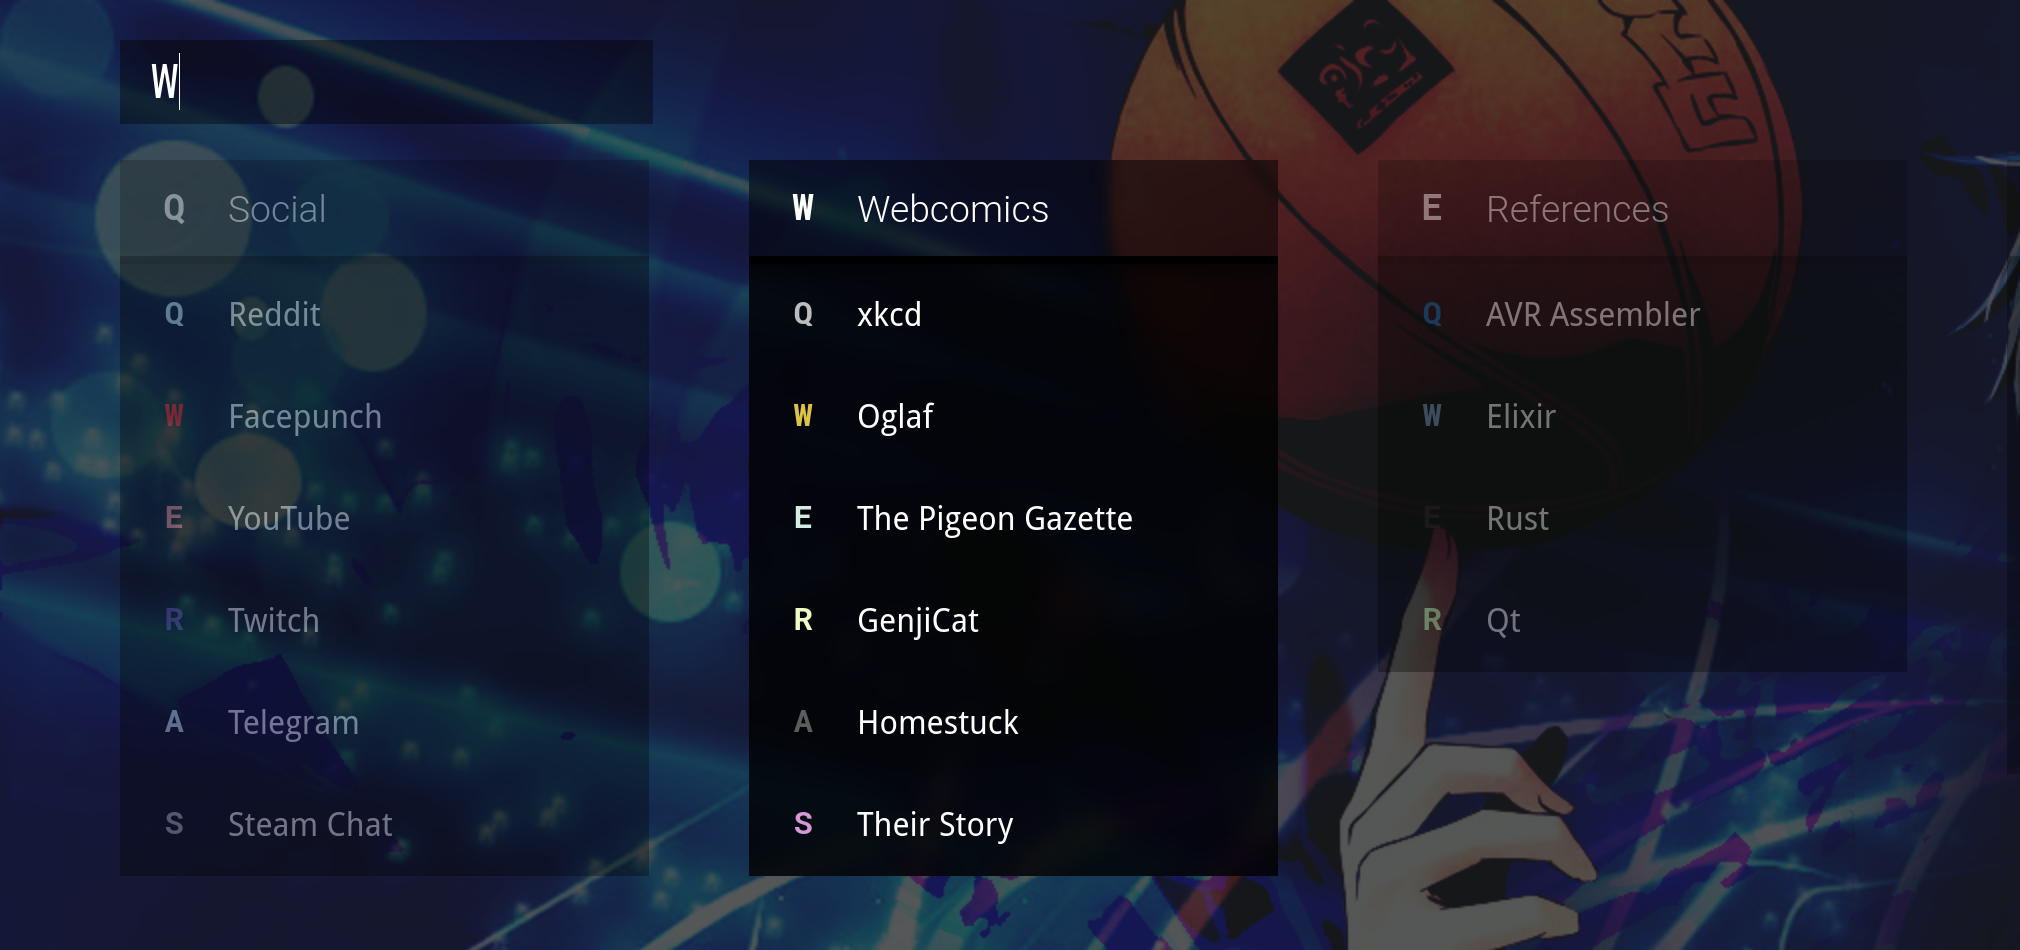 W
Q Social
Q Reddit
W Facepunch
E YouTube
R Twitch
A Telegram
S Steam Chat
W Webcomics
Q xkcd
W Oglaf
E The Pigeon Gazette
R GenjiCat
A Homestuck
S Their Story
E References
Q AVR Assembler
W Elixir
E Rust
R Qt